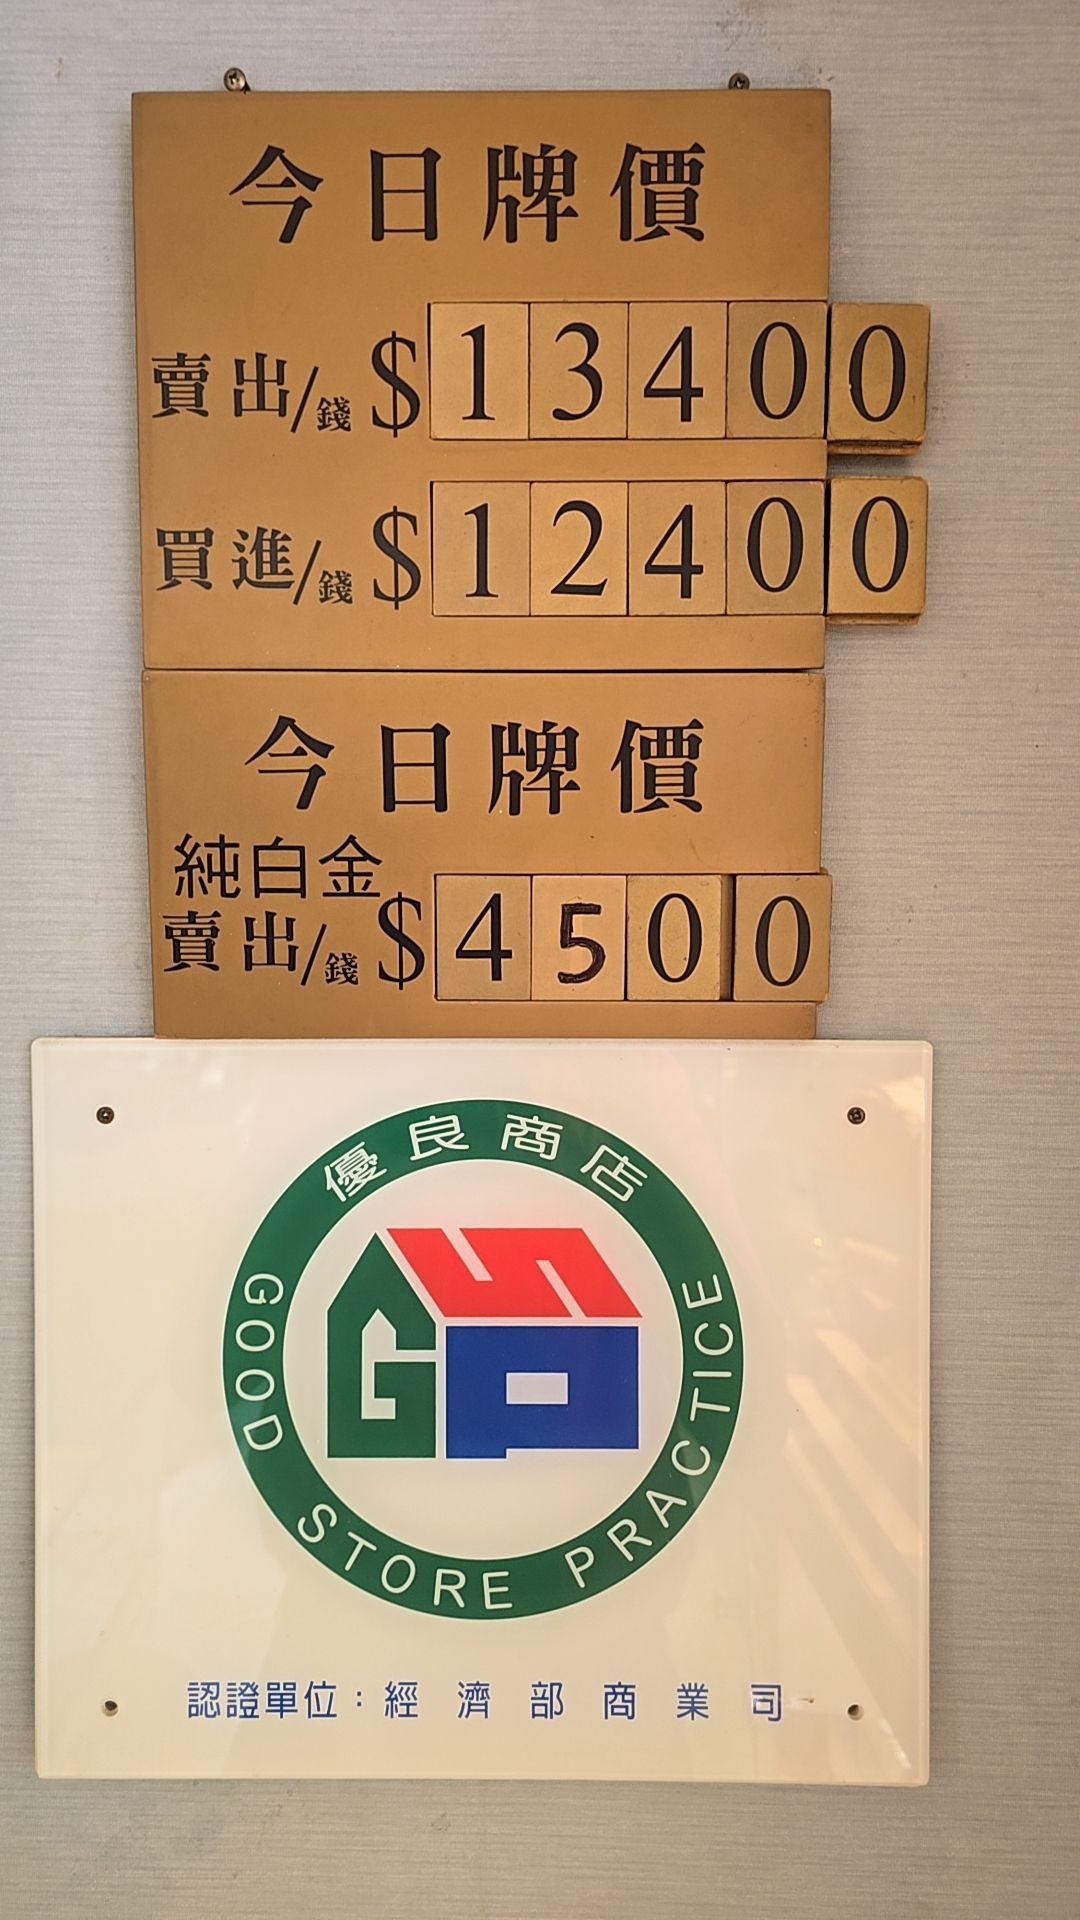 今日牌價
賣出/錢 $13400
買進/錢 $12400
今日牌價
純白金
賣出/錢 $4500
優良商店
GSP
GOOD STORE PRACTICE
認證單位：經濟部商業司